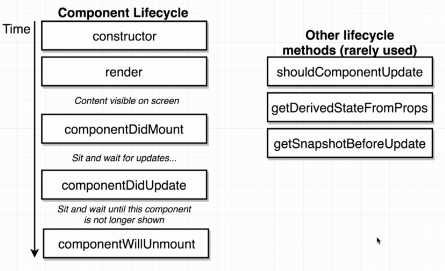 Component Lifecycle
Time
constructor
render
Content visible on screen
componentDidMount
Sit and wait for updates...
componentDidUpdate
Sit and wait until this component
is not longer shown
componentWillUnmount
Other lifecycle
methods (rarely used)
shouldComponentUpdate
getDerivedStateFromProps
getSnapshotBeforeUpdate